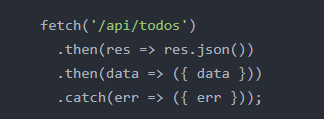 fetch('/api/todos')
  .then(res => res.json())
  .then(data => ({ data }))
  .catch(err => ({ err }));